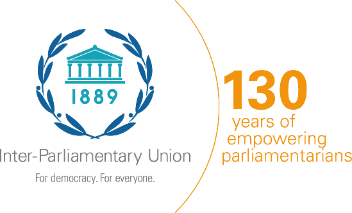 1889
Inter-Parliamentary Union
For democracy. For everyone.
130
years of
empowering
parliamentarians